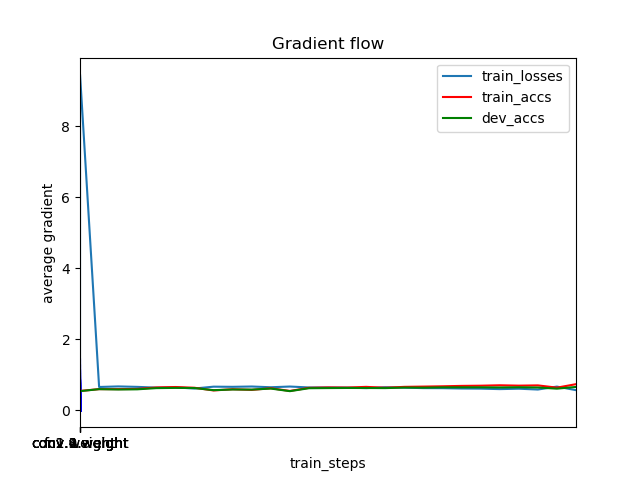 Gradient flow
train_losses
train_accs
dev_accs
average gradient
8
6
4
2
0
train_steps